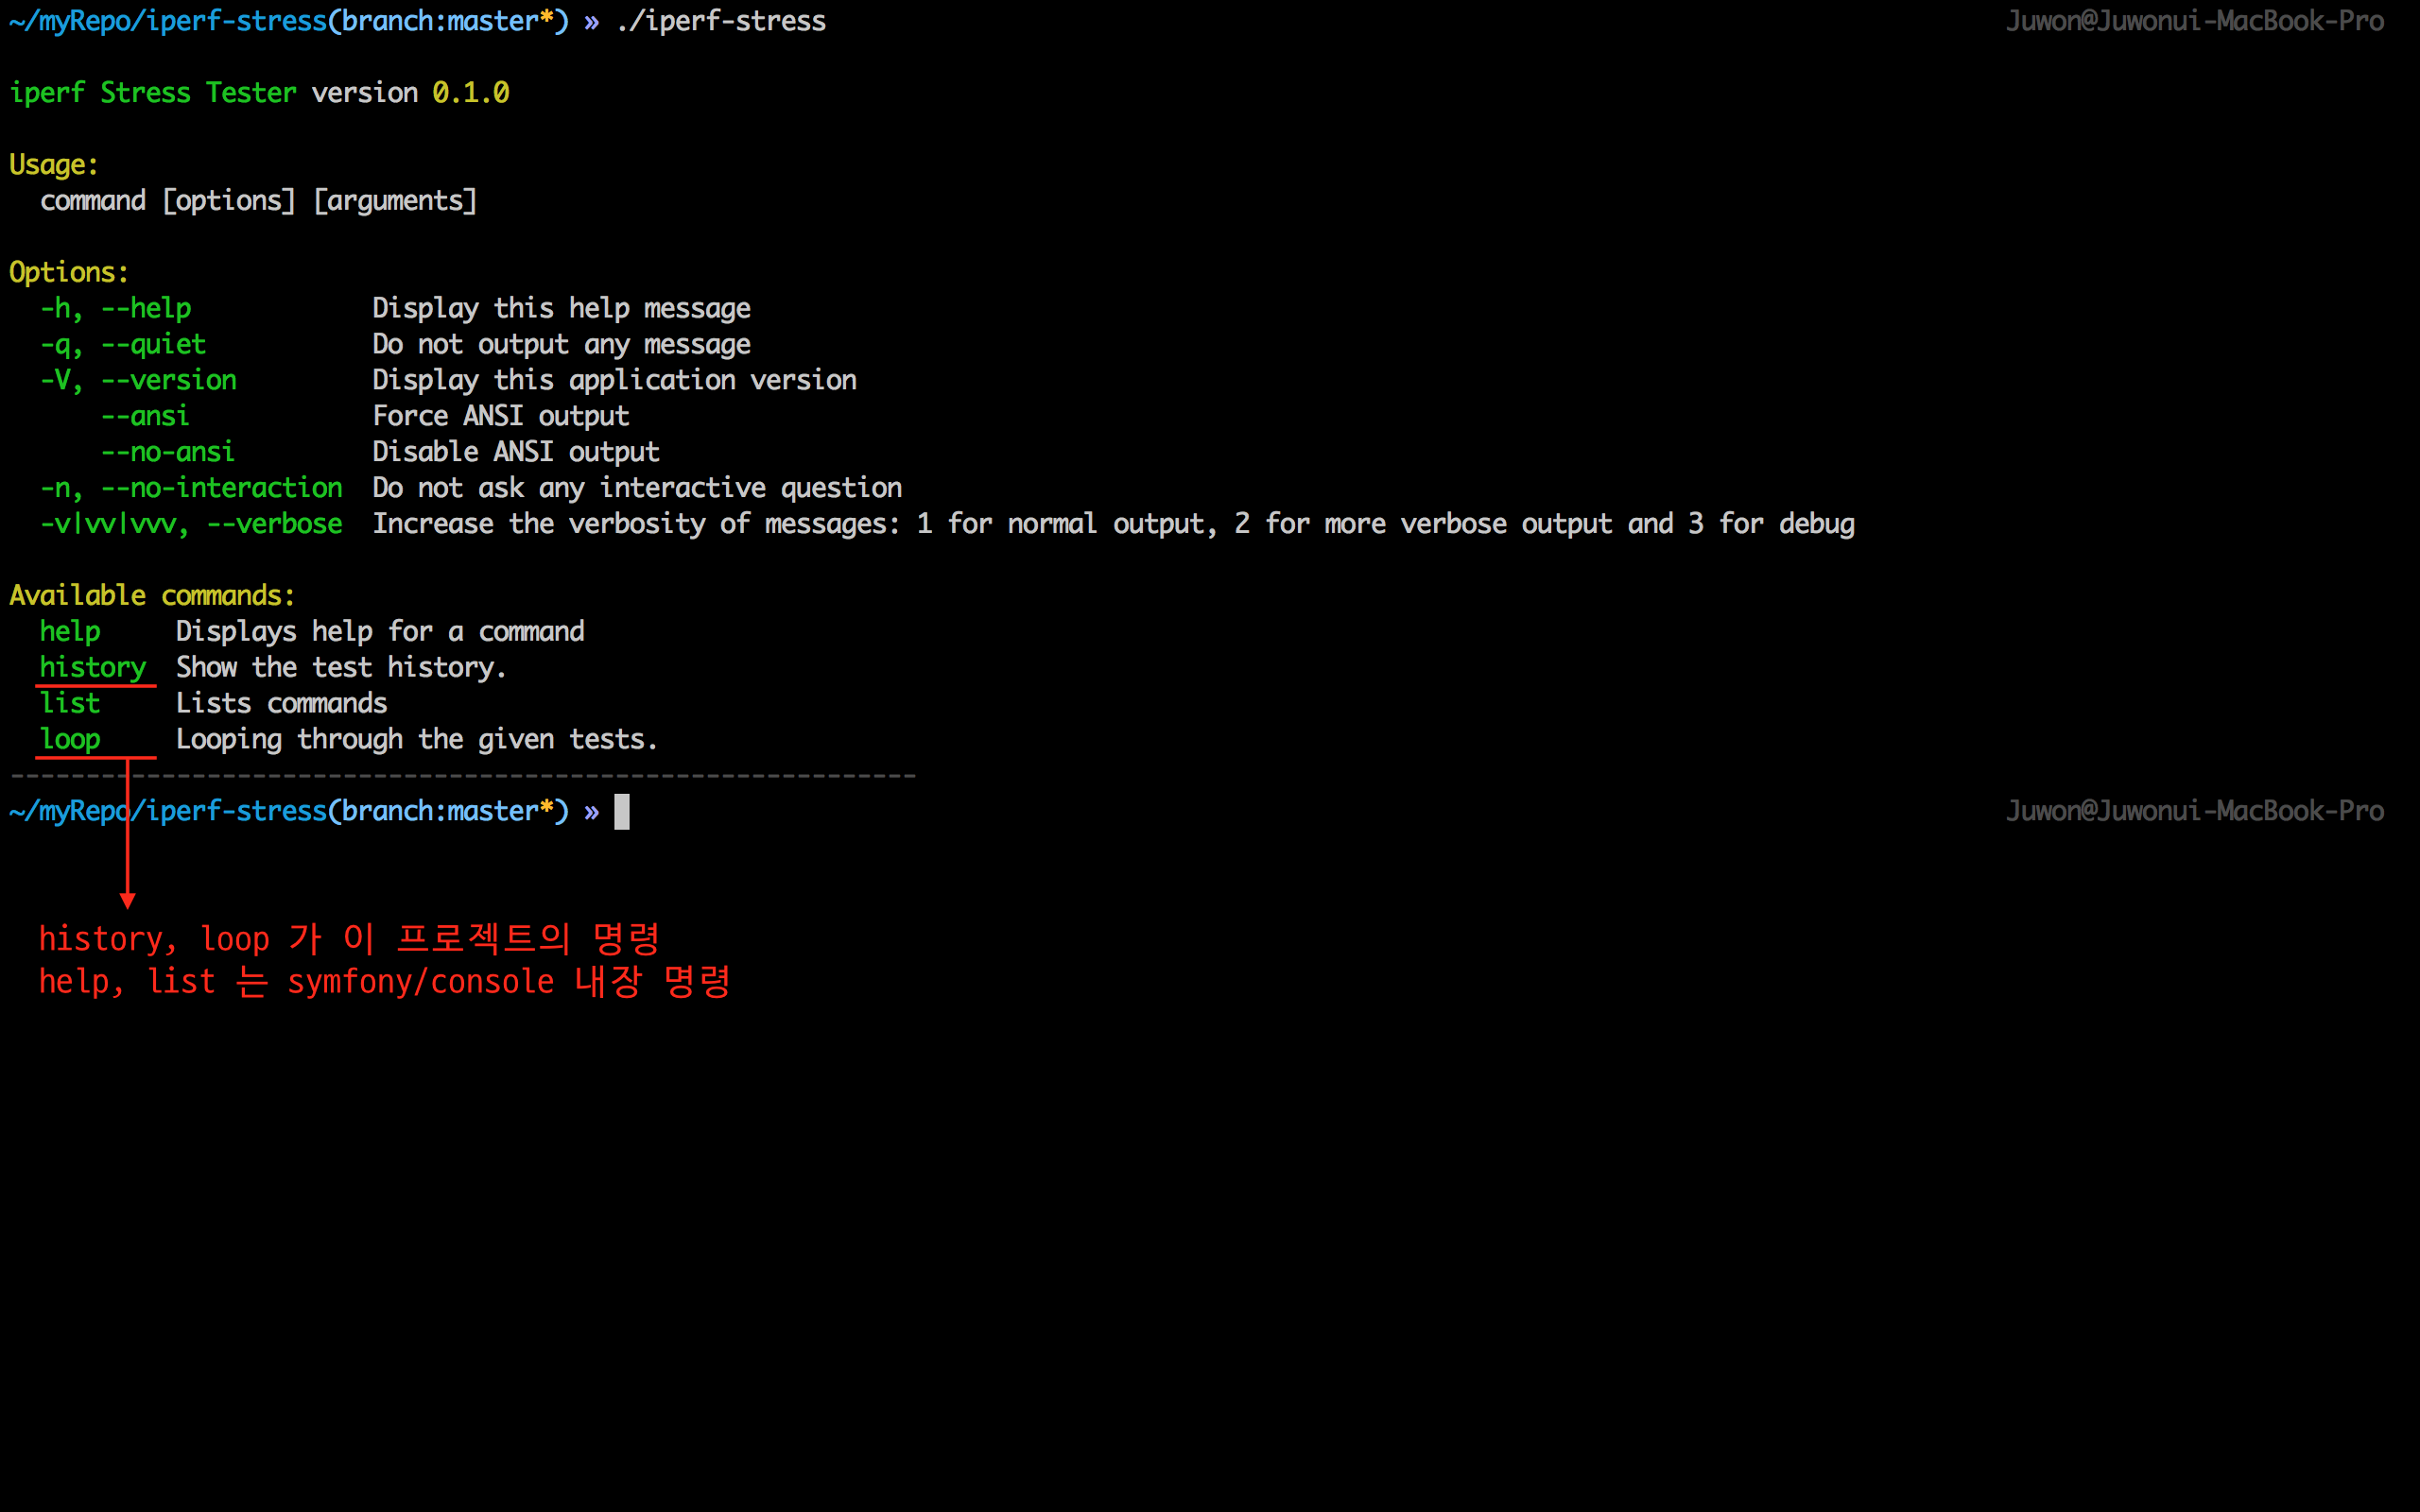 ~/myRepo/iperf-stress(branch:master*) » ./iperf-stress Juwon@Juwonui-MacBook-Pro
iperf Stress Tester version 0.1.0
Usage:
command [options] [arguments]
Options:
-h, --help Display this help message
-q, --quiet Do not output any message
-V, --version Display this application version
--ansi Force ANSI output
--no-ansi Disable ANSI output
-n, --no-interaction Do not ask any interactive question
-v|vv|vvv, --verbose Increase the verbosity of messages: 1 for normal output, 2 for more verbose output and 3 for debug
Available commands:
help Displays help for a command
history Show the test history.
list Lists commands
loop Looping through the given tests.
------------------------------------------------------------
~/myRepo/iperf-stress(branch:master*) » Juwon@Juwonui-MacBook-Pro
history, loop 가 이 프로젝트의 명령
help, list 는 symfony/console 내장 명령